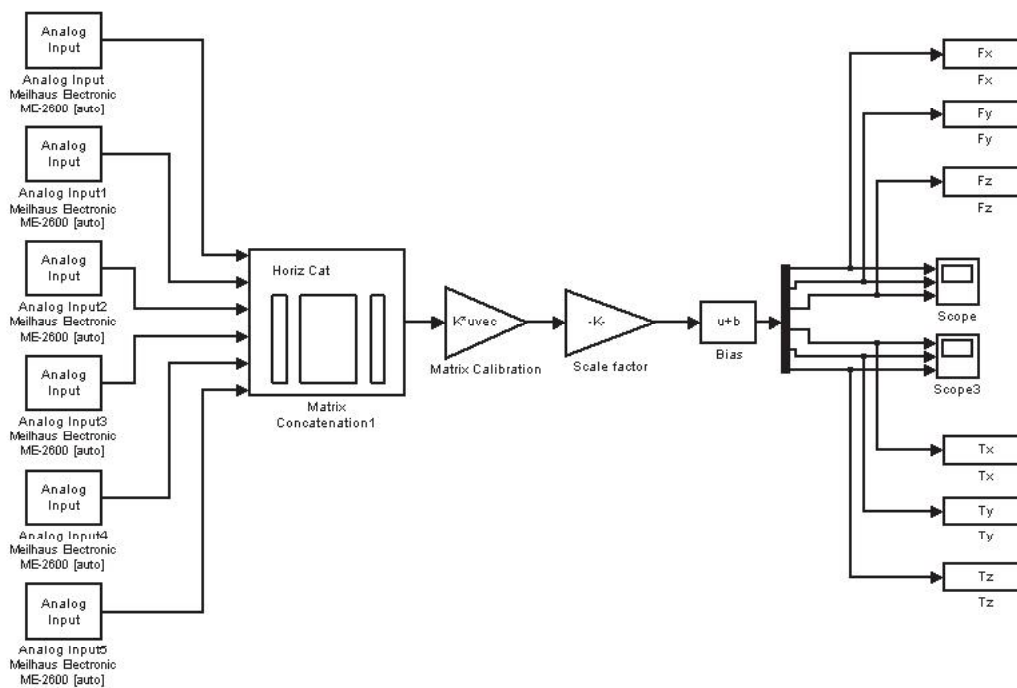 Analog
Input
Analog Input
Meilhaus Electronic
ME-2600 [auto]
Analog
Input
Analog Input1
Meilhaus Electronic
ME-2600 [auto]
Analog
Input
Analog Input2
Meilhaus Electronic
ME-2600 [auto]
Analog
Input
Analog Input3
Meilhaus Electronic
ME-2600 [auto]
Analog
Input
Analog Input4
Meilhaus Electronic
ME-2600 [auto]
Analog
Input
Analog Input5
Meilhaus Electronic
ME-2600 [auto]
Horiz Cat
Matrix
Concatenation1
K*uvec
Matrix Calibration
-K-
Scale factor
u+b
Bias
Fx
Fx
Fy
Fy
Fz
Fz
Scope
Scope3
Tx
Tx
Ty
Ty
Tz
Tz